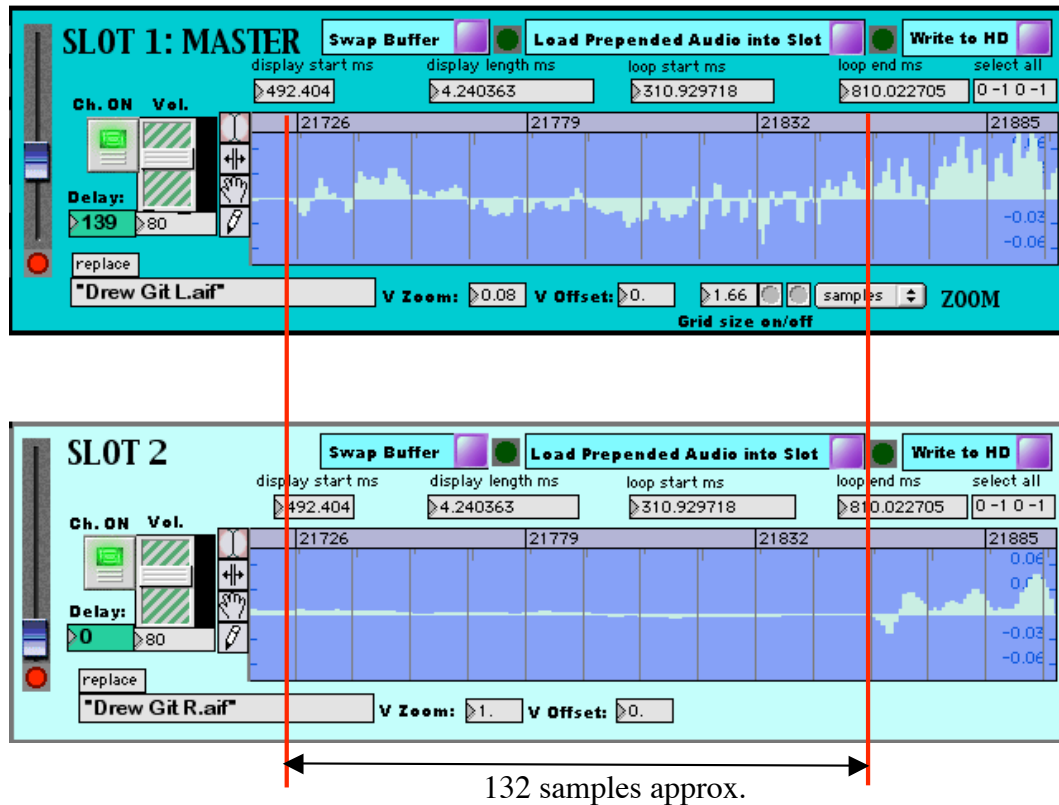 SLOT 1: MASTER Swap Buffer Load Prepended Audio into Slot Write to HD
display start ms display length ms loop start ms loop end ms select all
492.404 4.240363 310.929718 810.022705 0 -1 0 -1
Ch. ON Vol.
21726 21779 21832 21885
Delay:
-0.03
139 80
-0.06
replace
"Drew Git L.aif" V Zoom: 0.08 V Offset: 0. 1.66 samples ZOOM
Grid size on/off
SLOT 2 Swap Buffer Load Prepended Audio into Slot Write to HD
display start ms display length ms loop start ms loop end ms select all
492.404 4.240363 310.929718 810.022705 0 -1 0 -1
Ch. ON Vol.
21726 21779 21832 21885
0.06
Delay:
-0.03
0 80
-0.06
replace
"Drew Git R.aif" V Zoom: 1. V Offset: 0.
132 samples approx.